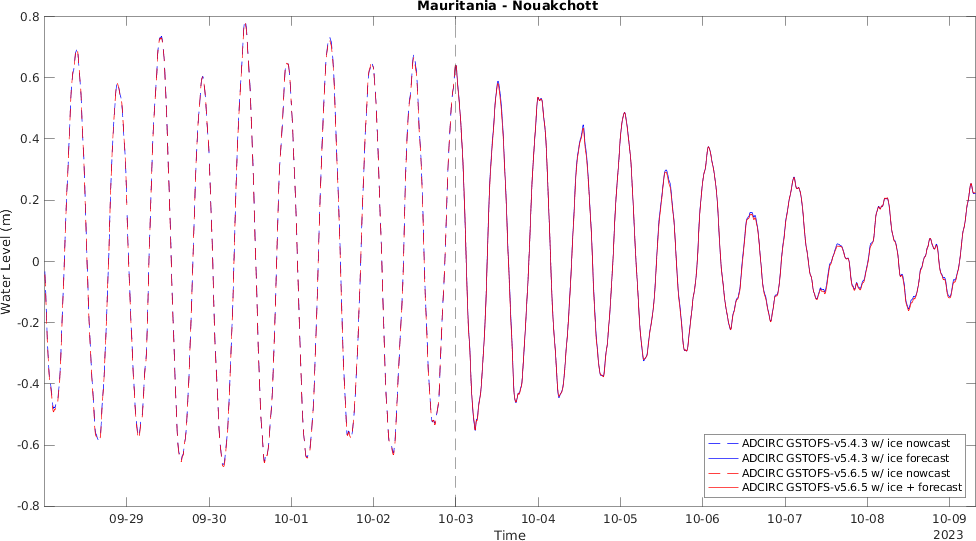 Mauritania - Nouakchott
0.8
0.6
0.4
0.2
0
-0.2
-0.4
-0.6
-0.8
Water Level (m)
ADCIRC GSTOFS-v5.4.3 w/ ice nowcast
ADCIRC GSTOFS-v5.4.3 w/ ice forecast
ADCIRC GSTOFS-v5.6.5 w/ ice nowcast
ADCIRC GSTOFS-v5.6.5 w/ ice + forecast
09-29 09-30 10-01 10-02 10-03 10-04 10-05 10-06 10-07 10-08 10-09
Time
2023